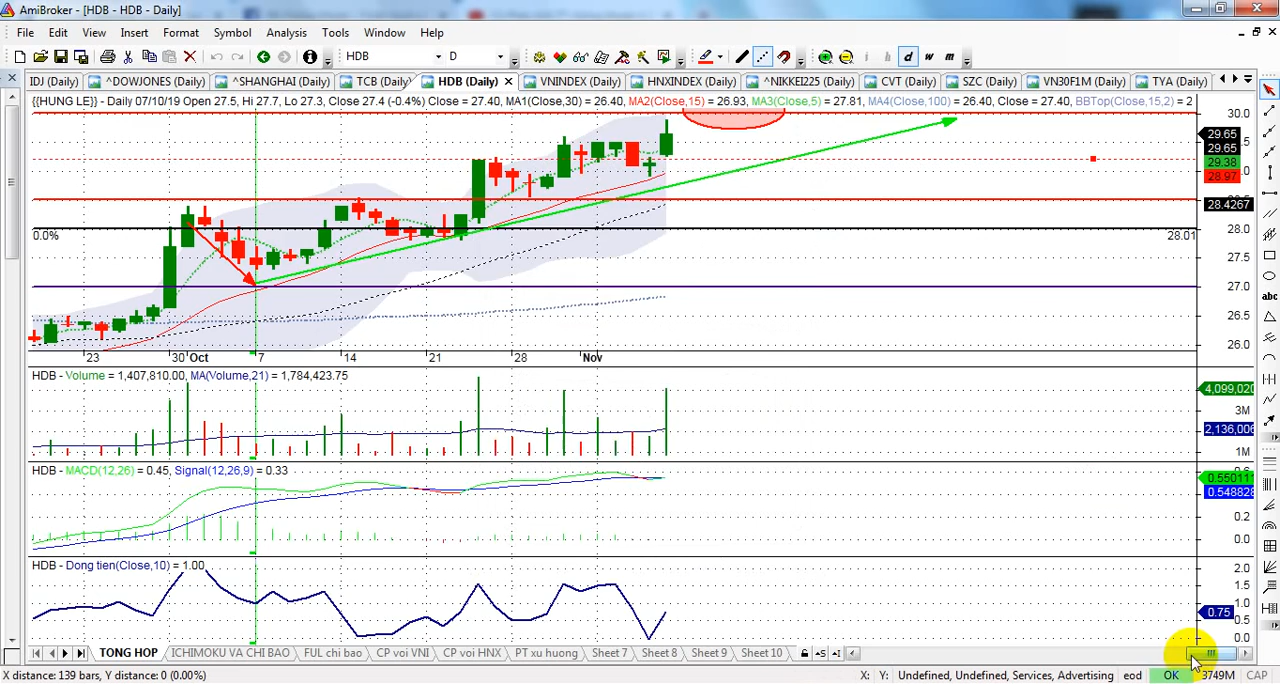 AmiBroker - [HDB - HDB - Daily]
File Edit View Insert Format Symbol Analysis Tools Window Help
HDB D i h d w m
IDJ (Daily) ^DOWJONES (Daily) ^SHANGHAI (Daily) TCB (Daily) HDB (Daily) VNINDEX (Daily) HNXINDEX (Daily) ^NIKEEI225 (Daily) CVT (Daily) SZC (Daily) VN30F1M (Daily) TYA (Daily)
{{HUNG LE}} - Daily 07/10/19 Open 27.5, Hi 27.7, Lo 27.3, Close 27.4 (-0.4%), Close = 27.40, MA1(Close,30) = 26.40, MA2(Close,15) = 26.93, MA3(Close,5) = 27.81, MA4(Close,100) = 26.40, Close = 27.40, BBTop(Close,15,2) = 2
30.0
29.65
29.65
29.38
28.97
28.4267
0.0%
28.01
28.0
27.0
26.5
26.0
23 30 Oct 7 14 21 28 Nov
HDB - Volume = 1,407,810.00, MA(Volume,21) = 1,784,423.75
4,099,020
3M
2,136,006
1M
HDB - MACD(12,26) = 0.45, Signal(12,26,9) = 0.33
0.550111
0.548828
0.2
0.0
HDB - Dong tien(Close,10) = 1.00
2.0
1.5
1.0
0.75
0.0
abc
TONG HOP ICHIMOKU VA CHI BAO FUL chi bao CP voi VNI CP voi HNX PT xu huong Sheet 7 Sheet 8 Sheet 9 Sheet 10
X distance: 139 bars, Y distance: 0 (0.00%) X: Y: Undefined, Undefined, Services, Advertising eod OK 3749M CAP